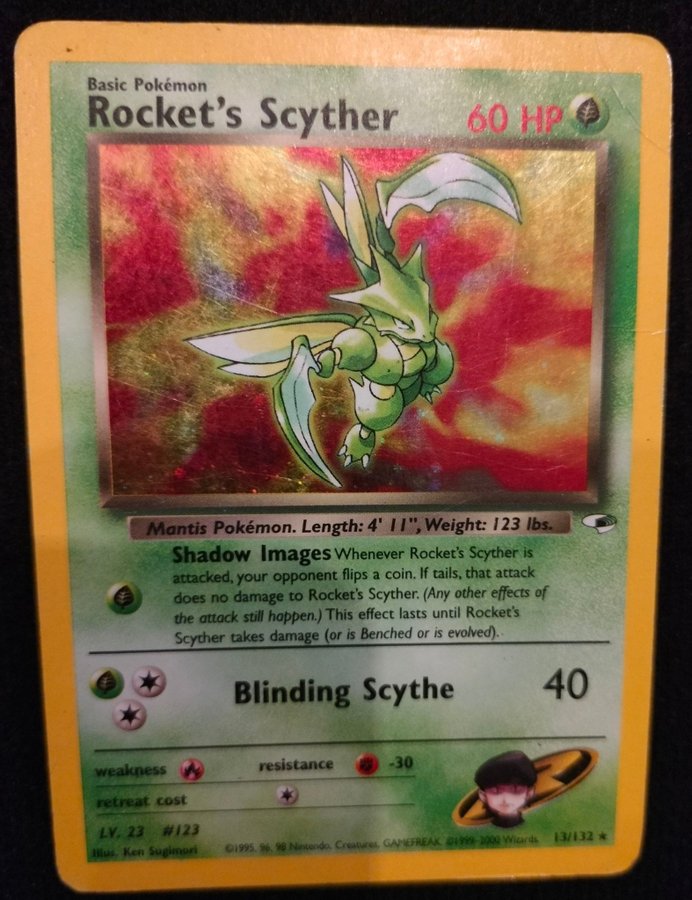 Basic Pokémon
Rocket's Scyther 60 HP
Mantis Pokémon. Length: 4' 11", Weight: 123 lbs.
Shadow Images Whenever Rocket's Scyther is
attacked, your opponent flips a coin. If tails, that attack
does no damage to Rocket's Scyther. (Any other effects of
the attack still happen.) This effect lasts until Rocket's
Scyther takes damage (or is Benched or is evolved).
Blinding Scythe 40
weakness resistance -30
retreat cost
LV. 23 #123
Illus. Ken Sugimori ©1995, 96, 98 Nintendo, Creatures, GAMEFREAK. ©1999-2000 Wizards. 13/132 ★